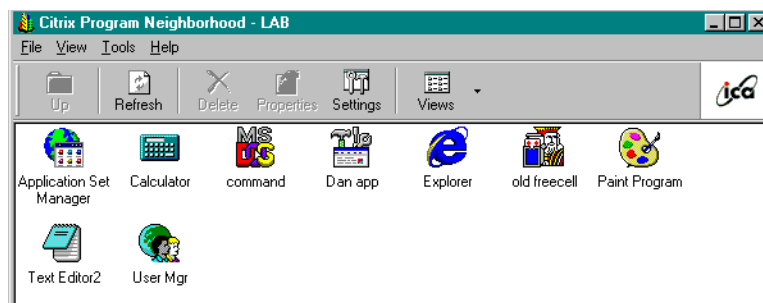 Citrix Program Neighborhood - LAB
File View Tools Help
Up Refresh Delete Properties Settings Views
ica
MS
DOS
Application Set Manager Calculator command Dan app Explorer old freecell Paint Program
Text Editor2 User Mgr